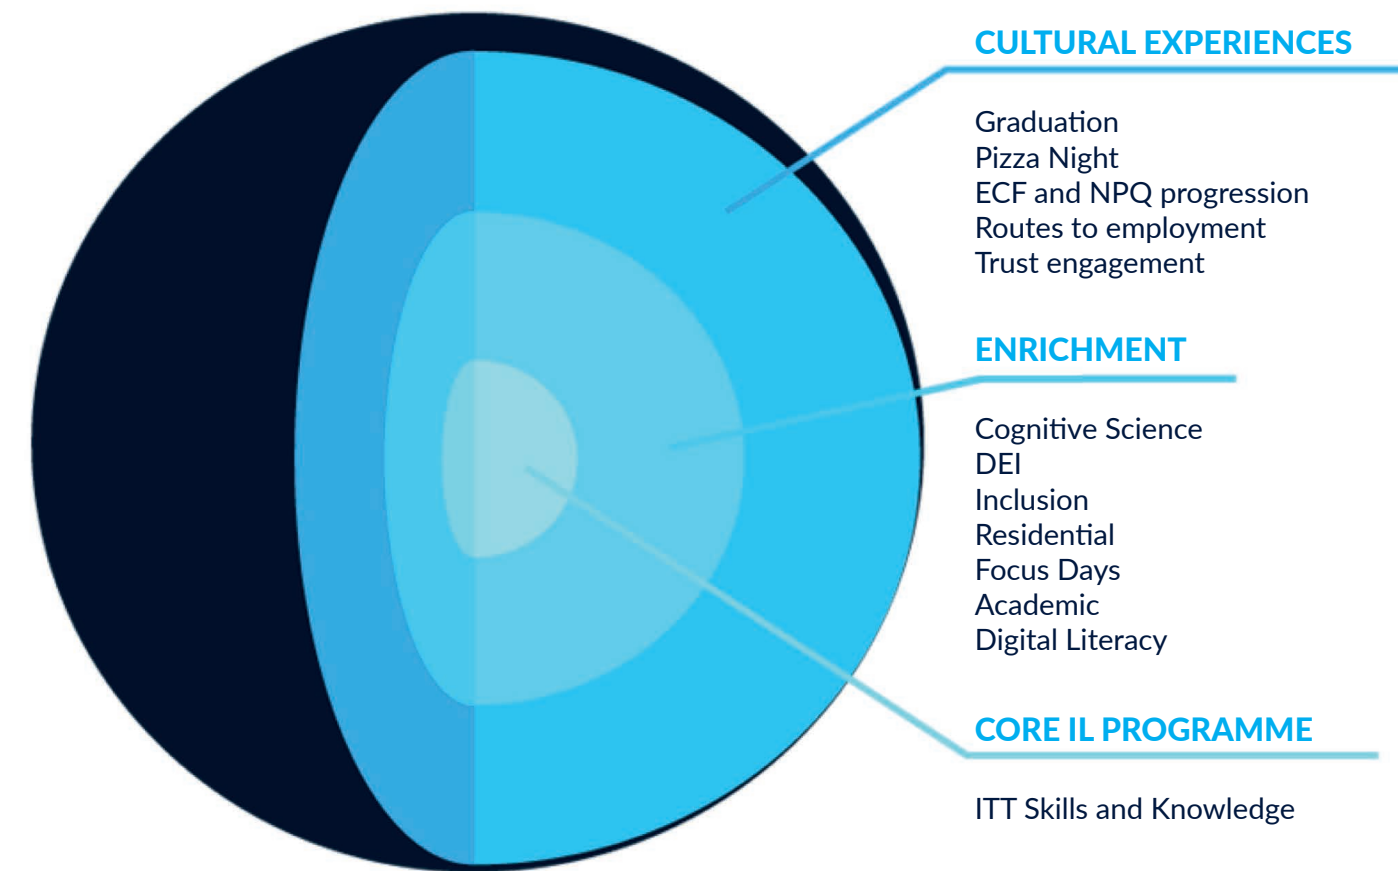 CULTURAL EXPERIENCES
Graduation
Pizza Night
ECF and NPQ progression
Routes to employment
Trust engagement
ENRICHMENT
Cognitive Science
DEI
Inclusion
Residential
Focus Days
Academic
Digital Literacy
CORE IL PROGRAMME
ITT Skills and Knowledge